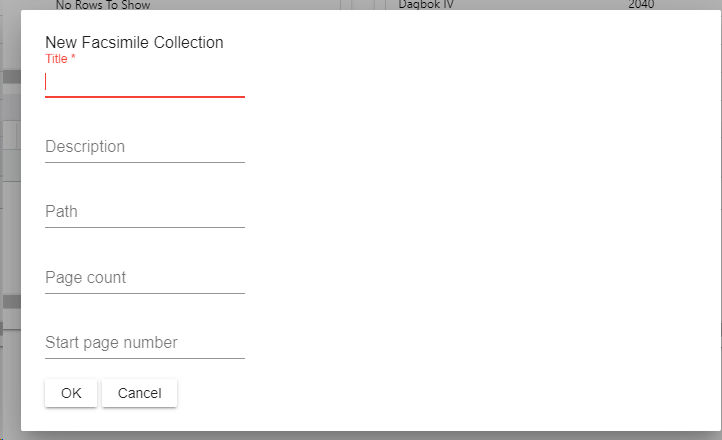 No Rows To Show
Dagbok IV 2040
New Facsimile Collection
Title *
Description
Path
Page count
Start page number
OK Cancel